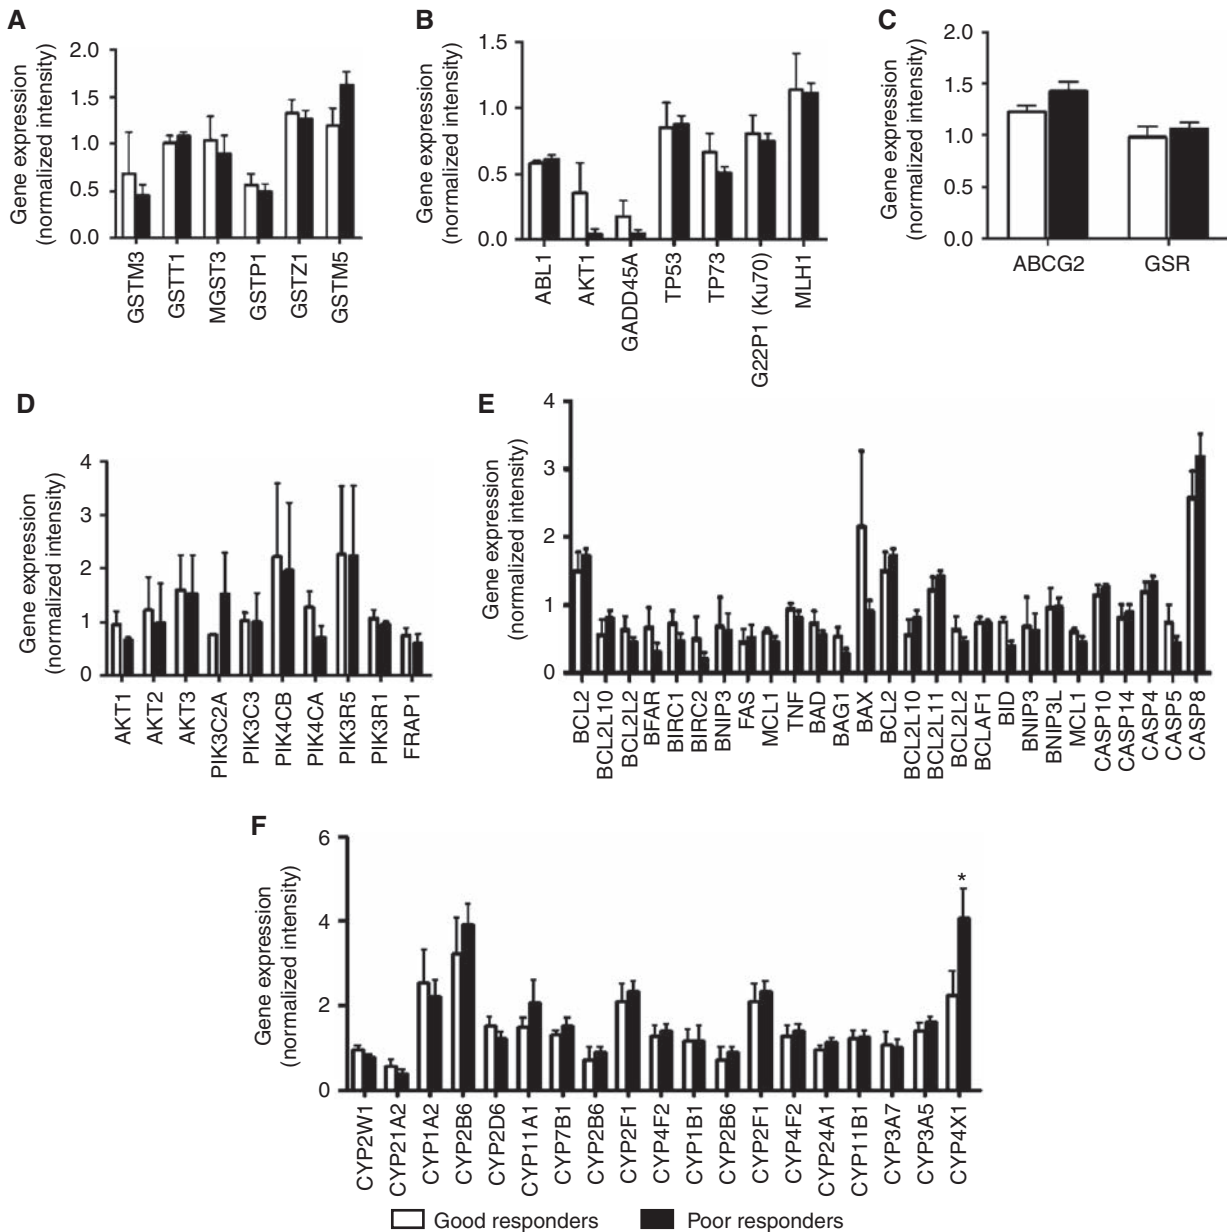 A
Gene expression
(normalized intensity)
2.0
1.5
1.0
0.5
0.0
GSTM3
GSTT1
MGST3
GSTP1
GSTZ1
GSTM5
B
Gene expression
(normalized intensity)
1.5
1.0
0.5
0.0
ABL1
AKT1
GADD45A
TP53
TP73
G22P1 (Ku70)
MLH1
C
Gene expression
(normalized intensity)
2.0
1.5
1.0
0.5
0.0
ABCG2
GSR
D
Gene expression
(normalized intensity)
4
3
2
1
0
AKT1
AKT2
AKT3
PIK3C2A
PIK3C3
PIK4CB
PIK4CA
PIK3R5
PIK3R1
FRAP1
E
Gene expression
(normalized intensity)
4
3
2
1
0
BCL2
BCL2L10
BCL2L2
BFAR
BIRC1
BIRC2
BNIP3
FAS
MCL1
TNF
BAD
BAG1
BAX
BCL2
BCL2L10
BCL2L11
BCL2L2
BCLAF1
BID
BNIP3
BNIP3L
MCL1
CASP10
CASP14
CASP4
CASP5
CASP8
F
Gene expression
(normalized intensity)
6
4
2
0
*
CYP2W1
CYP21A2
CYP1A2
CYP2B6
CYP2D6
CYP11A1
CYP7B1
CYP2B6
CYP2F1
CYP4F2
CYP1B1
CYP2B6
CYP2F1
CYP4F2
CYP24A1
CYP11B1
CYP3A7
CYP3A5
CYP4X1
Good responders
Poor responders